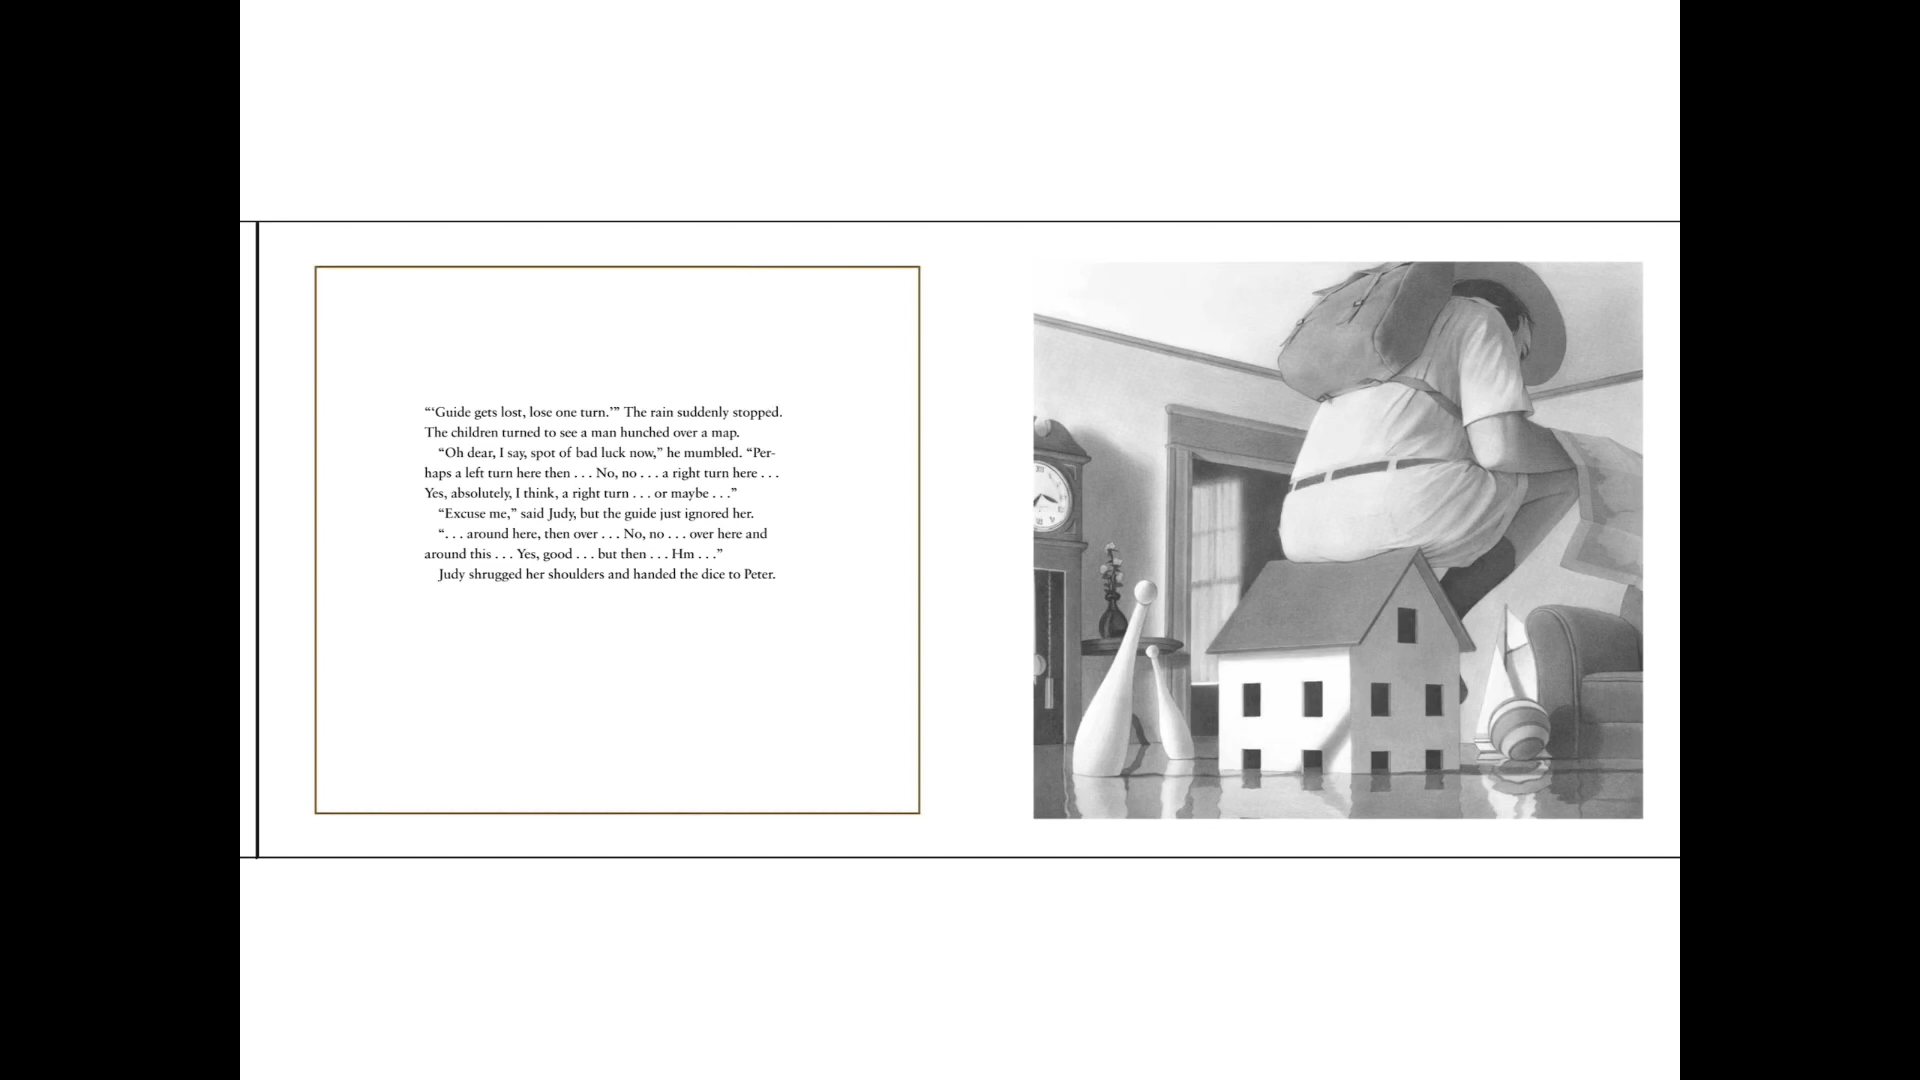 “‘Guide gets lost, lose one turn.’” The rain suddenly stopped.
The children turned to see a man hunched over a map.
“Oh dear, I say, spot of bad luck now,” he mumbled. “Per-
haps a left turn here then . . . No, no . . . a right turn here . . .
Yes, absolutely, I think, a right turn . . . or maybe . . .”
“Excuse me,” said Judy, but the guide just ignored her.
“. . . around here, then over . . . No, no . . . over here and
around this . . . Yes, good . . . but then . . . Hm . . .”
Judy shrugged her shoulders and handed the dice to Peter.